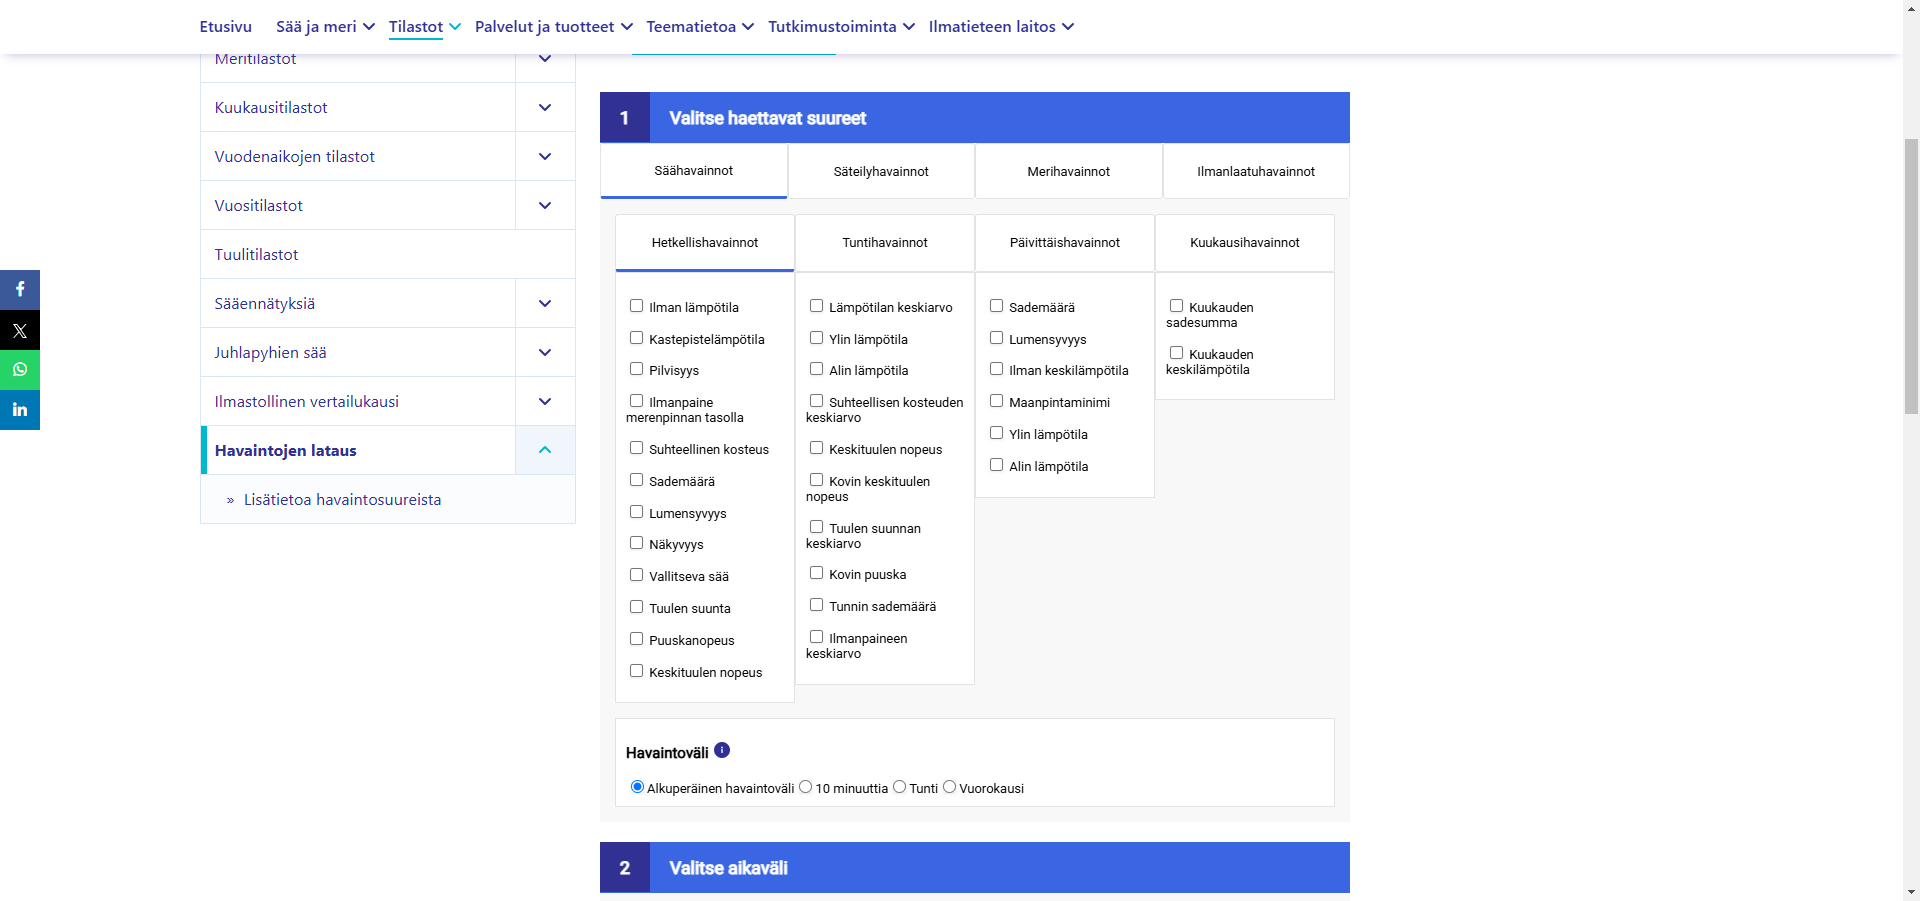 Etusivu Sää ja meri Tilastot Palvelut ja tuotteet Teematietoa Tutkimustoiminta Ilmatieteen laitos
Meritilastot
Kuukausitilastot
Vuodenaikojen tilastot
Vuositilastot
Tuulitilastot
Sääennätyksiä
Juhlapyhien sää
Ilmastollinen vertailukausi
Havaintojen lataus
» Lisätietoa havaintosuureista
1 Valitse haettavat suureet
Säähavainnot Säteilyhavainnot Merihavainnot Ilmanlaatuhavainnot
Hetkellishavainnot
Ilman lämpötila
Kastepistelämpötila
Pilvisyys
Ilmanpaine
merenpinnan tasolla
Suhteellinen kosteus
Sademäärä
Lumensyvyys
Näkyvyys
Vallitseva sää
Tuulen suunta
Puuskanopeus
Keskituulen nopeus
Tuntihavainnot
Lämpötilan keskiarvo
Ylin lämpötila
Alin lämpötila
Suhteellisen kosteuden
keskiarvo
Keskituulen nopeus
Kovin keskituulen
nopeus
Tuulen suunnan
keskiarvo
Kovin puuska
Tunnin sademäärä
Ilmanpaineen
keskiarvo
Päivittäishavainnot
Sademäärä
Lumensyvyys
Ilman keskilämpötila
Maanpintaminimi
Ylin lämpötila
Alin lämpötila
Kuukausihavainnot
Kuukauden
sadesumma
Kuukauden
keskilämpötila
Havaintoväli i
Alkuperäinen havaintoväli 10 minuuttia Tunti Vuorokausi
2 Valitse aikaväli